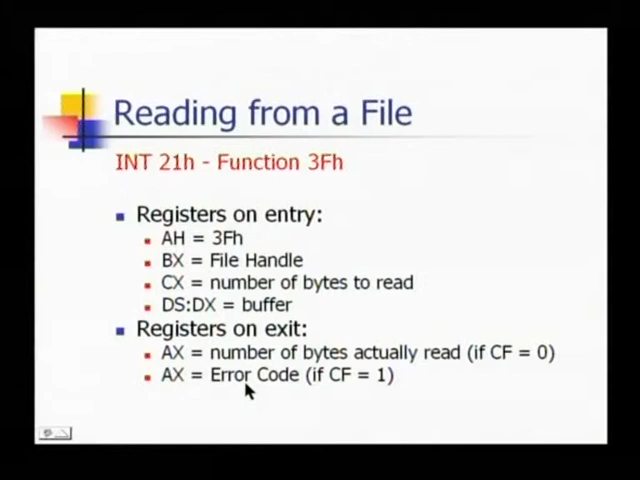 Reading from a File
INT 21h - Function 3Fh
Registers on entry:
AH = 3Fh
BX = File Handle
CX = number of bytes to read
DS:DX = buffer
Registers on exit:
AX = number of bytes actually read (if CF = 0)
AX = Error Code (if CF = 1)